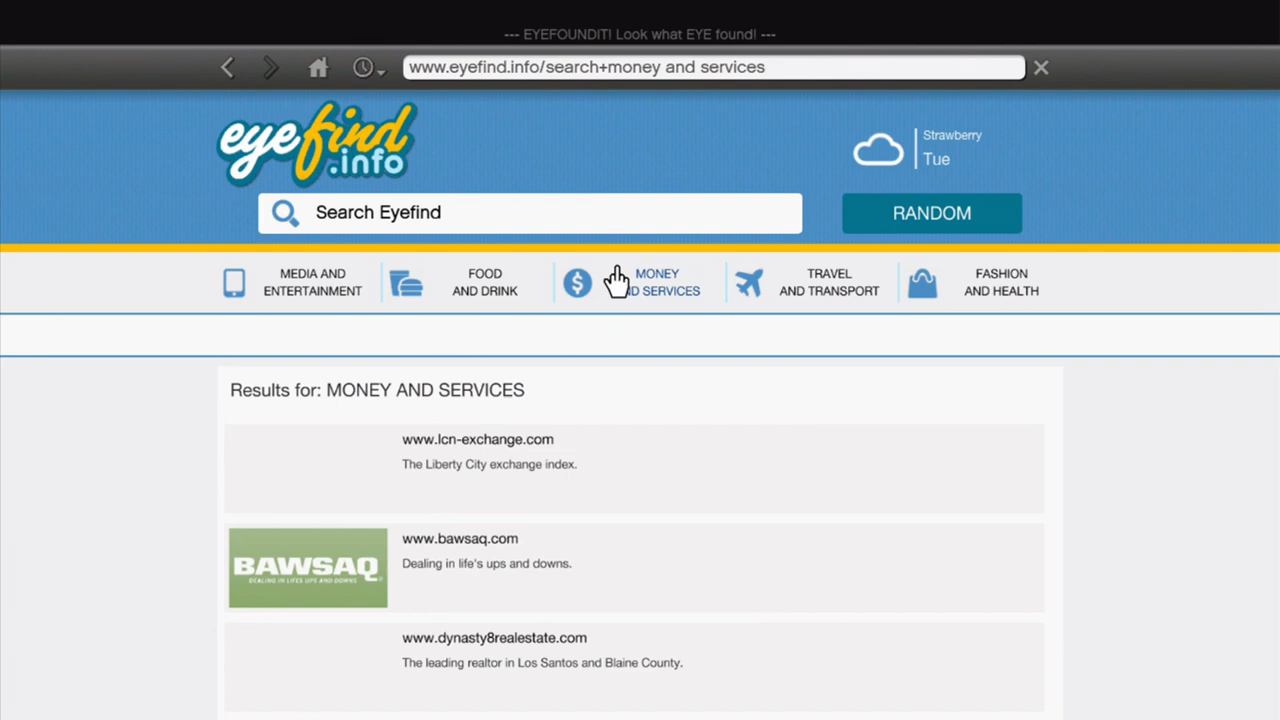 --- EYEFOUNDIT! Look what EYE found! ---
www.eyefind.info/search+money and services
eyefind
.info
Strawberry
Tue
Search Eyefind
RANDOM
MEDIA AND
ENTERTAINMENT
FOOD
AND DRINK
MONEY
ND SERVICES
TRAVEL
AND TRANSPORT
FASHION
AND HEALTH
Results for: MONEY AND SERVICES
www.lcn-exchange.com
The Liberty City exchange index.
BAWSAQ
DEALING IN LIFES UPS AND DOWNS
www.bawsaq.com
Dealing in life's ups and downs.
www.dynasty8realestate.com
The leading realtor in Los Santos and Blaine County.